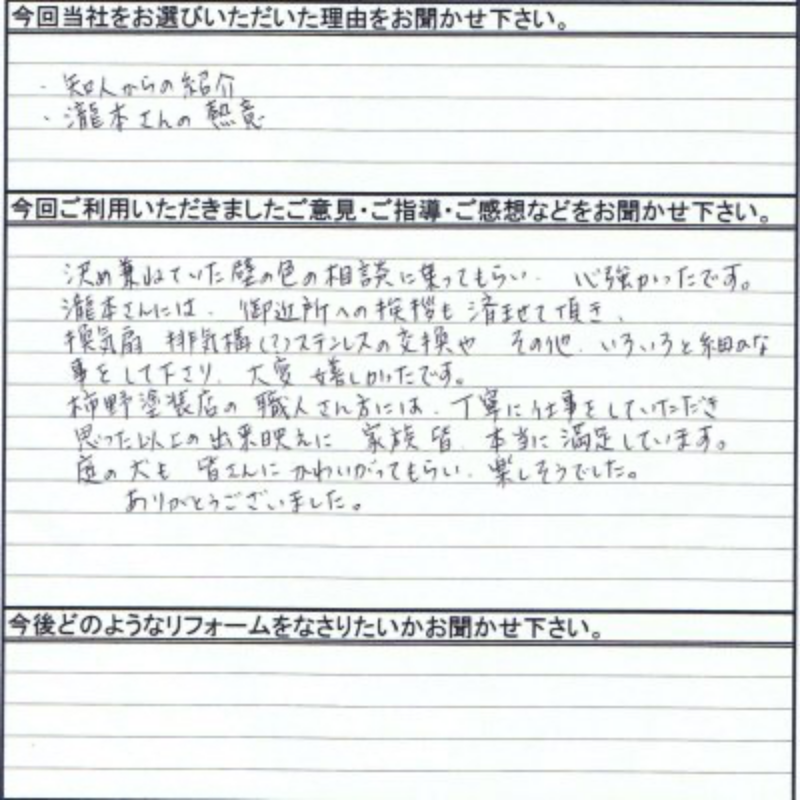 今回当社をお選びいただいた理由をお聞かせ下さい。
・知人からの紹介
・瀧本さんの熱意
今回ご利用いただきましたご意見・ご指導・ご感想などをお聞かせ下さい。
決め兼ねていた壁の色の相談に乗ってもらい、心強かったです。
瀧本さんには、御近所への挨拶も済ませて頂き、
換気扇 排気構(?)ステンレスの交換や その他、いろいろと細かな
事をして下さり、大変嬉しかったです。
柿野塗装店の職人さん方には、丁寧に仕事をしていただき
思った以上の出来映えに 家族皆、本当に満足しています。
庭の犬も皆さんにかわいがってもらい、楽しそうでした。
ありがとうございました。
今後どのようなリフォームをなさりたいかお聞かせ下さい。